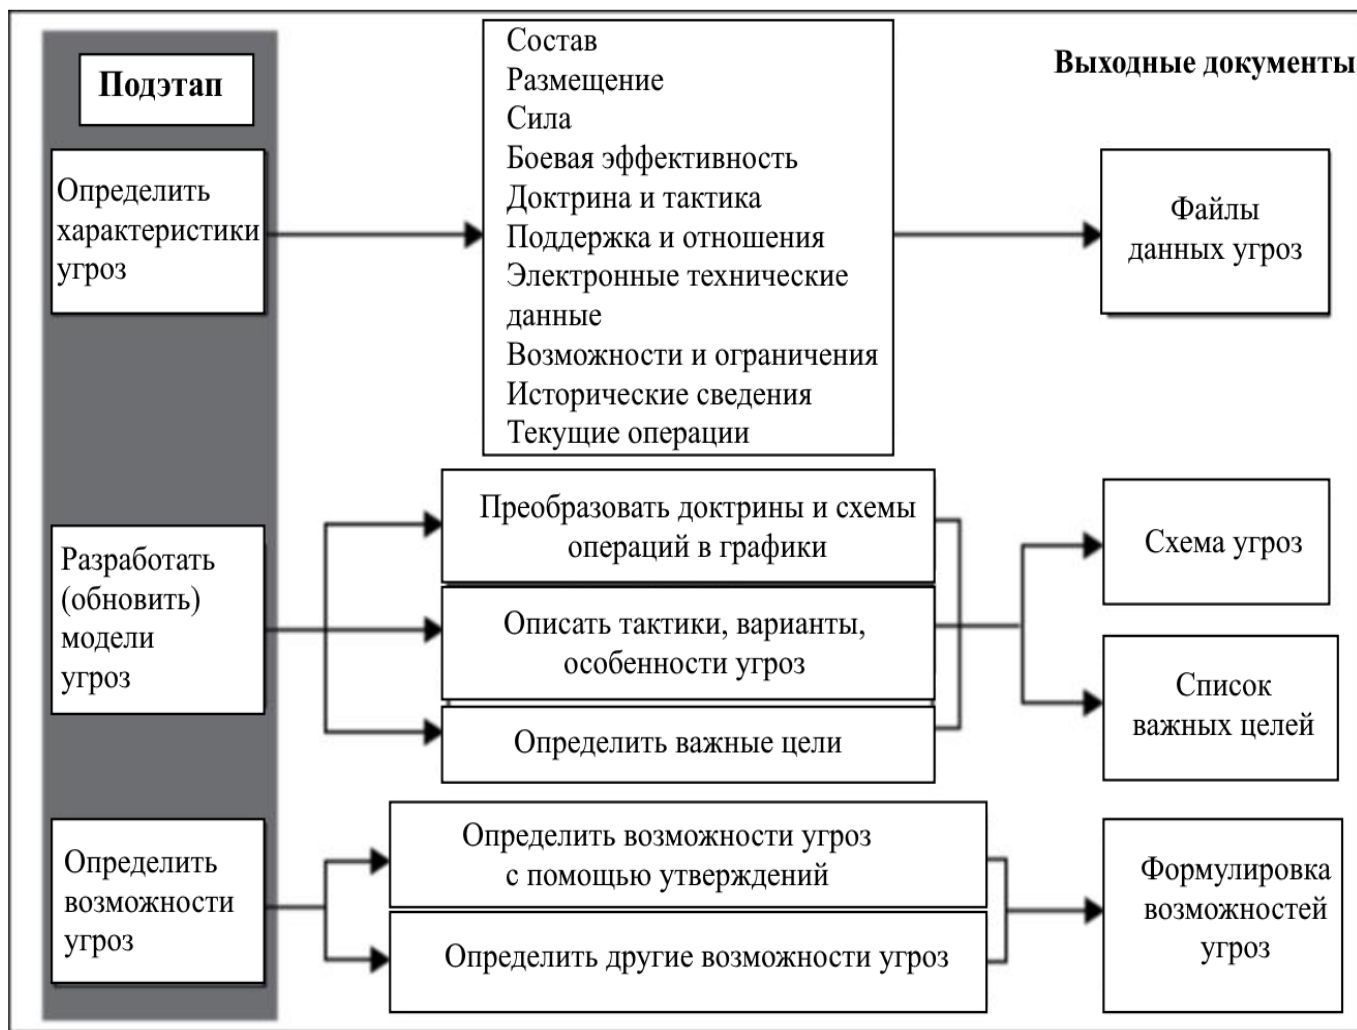 Подэтап
Выходные документы
Определить
характеристики
угроз
Состав
Размещение
Сила
Боевая эффективность
Доктрина и тактика
Поддержка и отношения
Электронные технические
данные
Возможности и ограничения
Исторические сведения
Текущие операции
Файлы
данных угроз
Разработать
(обновить)
модели
угроз
Преобразовать доктрины и схемы
операций в графики
Описать тактики, варианты,
особенности угроз
Определить важные цели
Схема угроз
Список
важных целей
Определить
возможности
угроз
Определить возможности угроз
с помощью утверждений
Определить другие возможности угроз
Формулировка
возможностей
угроз